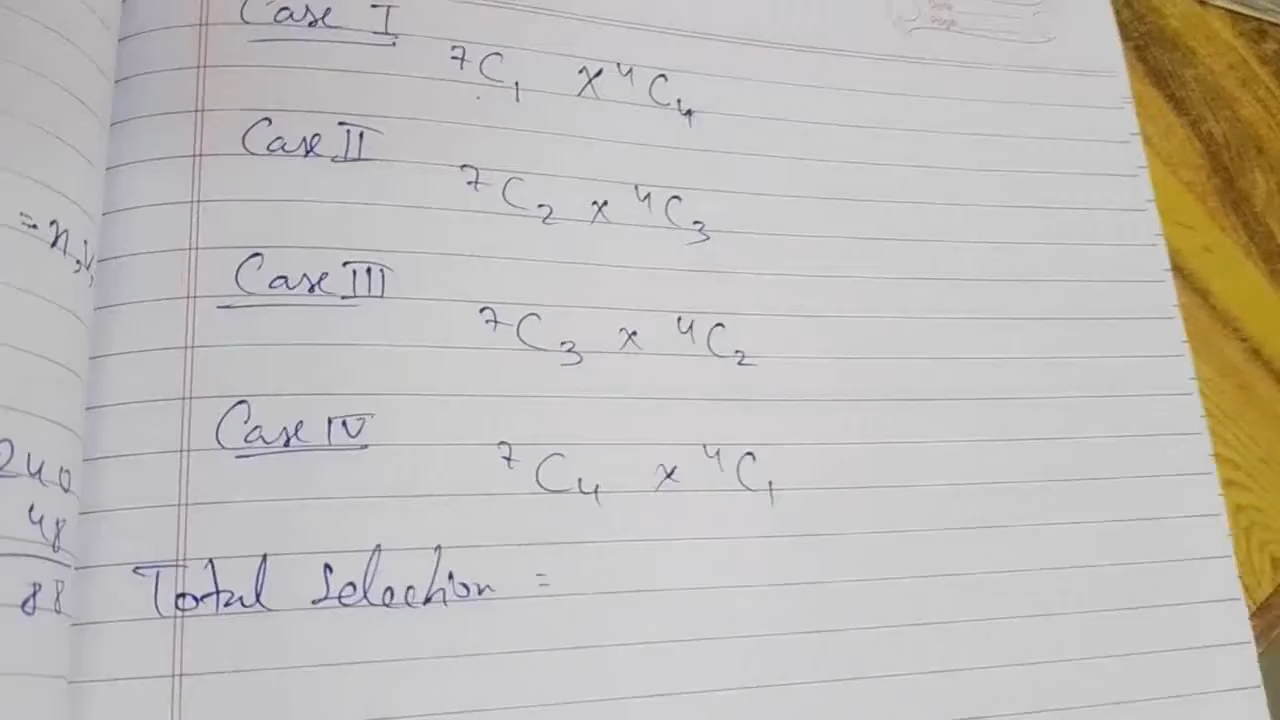 Case I
⁷C₁ x ⁴C₄
Case II
⁷C₂ x ⁴C₃
Case III
⁷C₃ x ⁴C₂
Case IV
⁷C₄ x ⁴C₁
Total Selection =
240
48
88